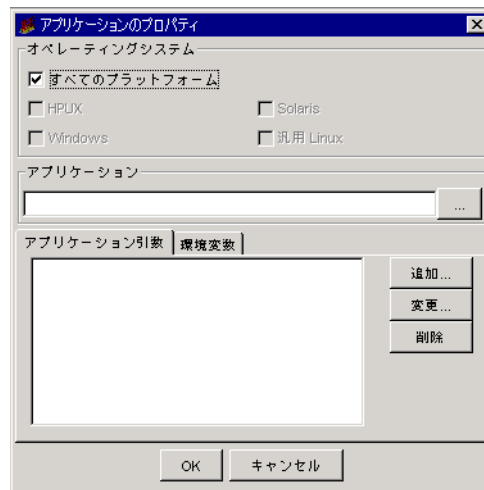 アプリケーションのプロパティ
オペレーティングシステム
すべてのプラットフォーム
HPUX
Solaris
Windows
汎用 Linux
アプリケーション
...
アプリケーション引数
環境変数
追加...
変更...
削除
OK
キャンセル